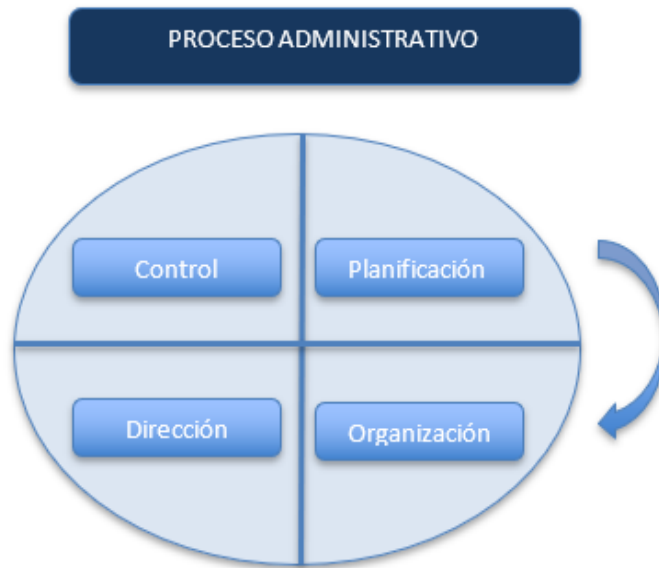 PROCESO ADMINISTRATIVO
Control
Planificación
Dirección
Organización